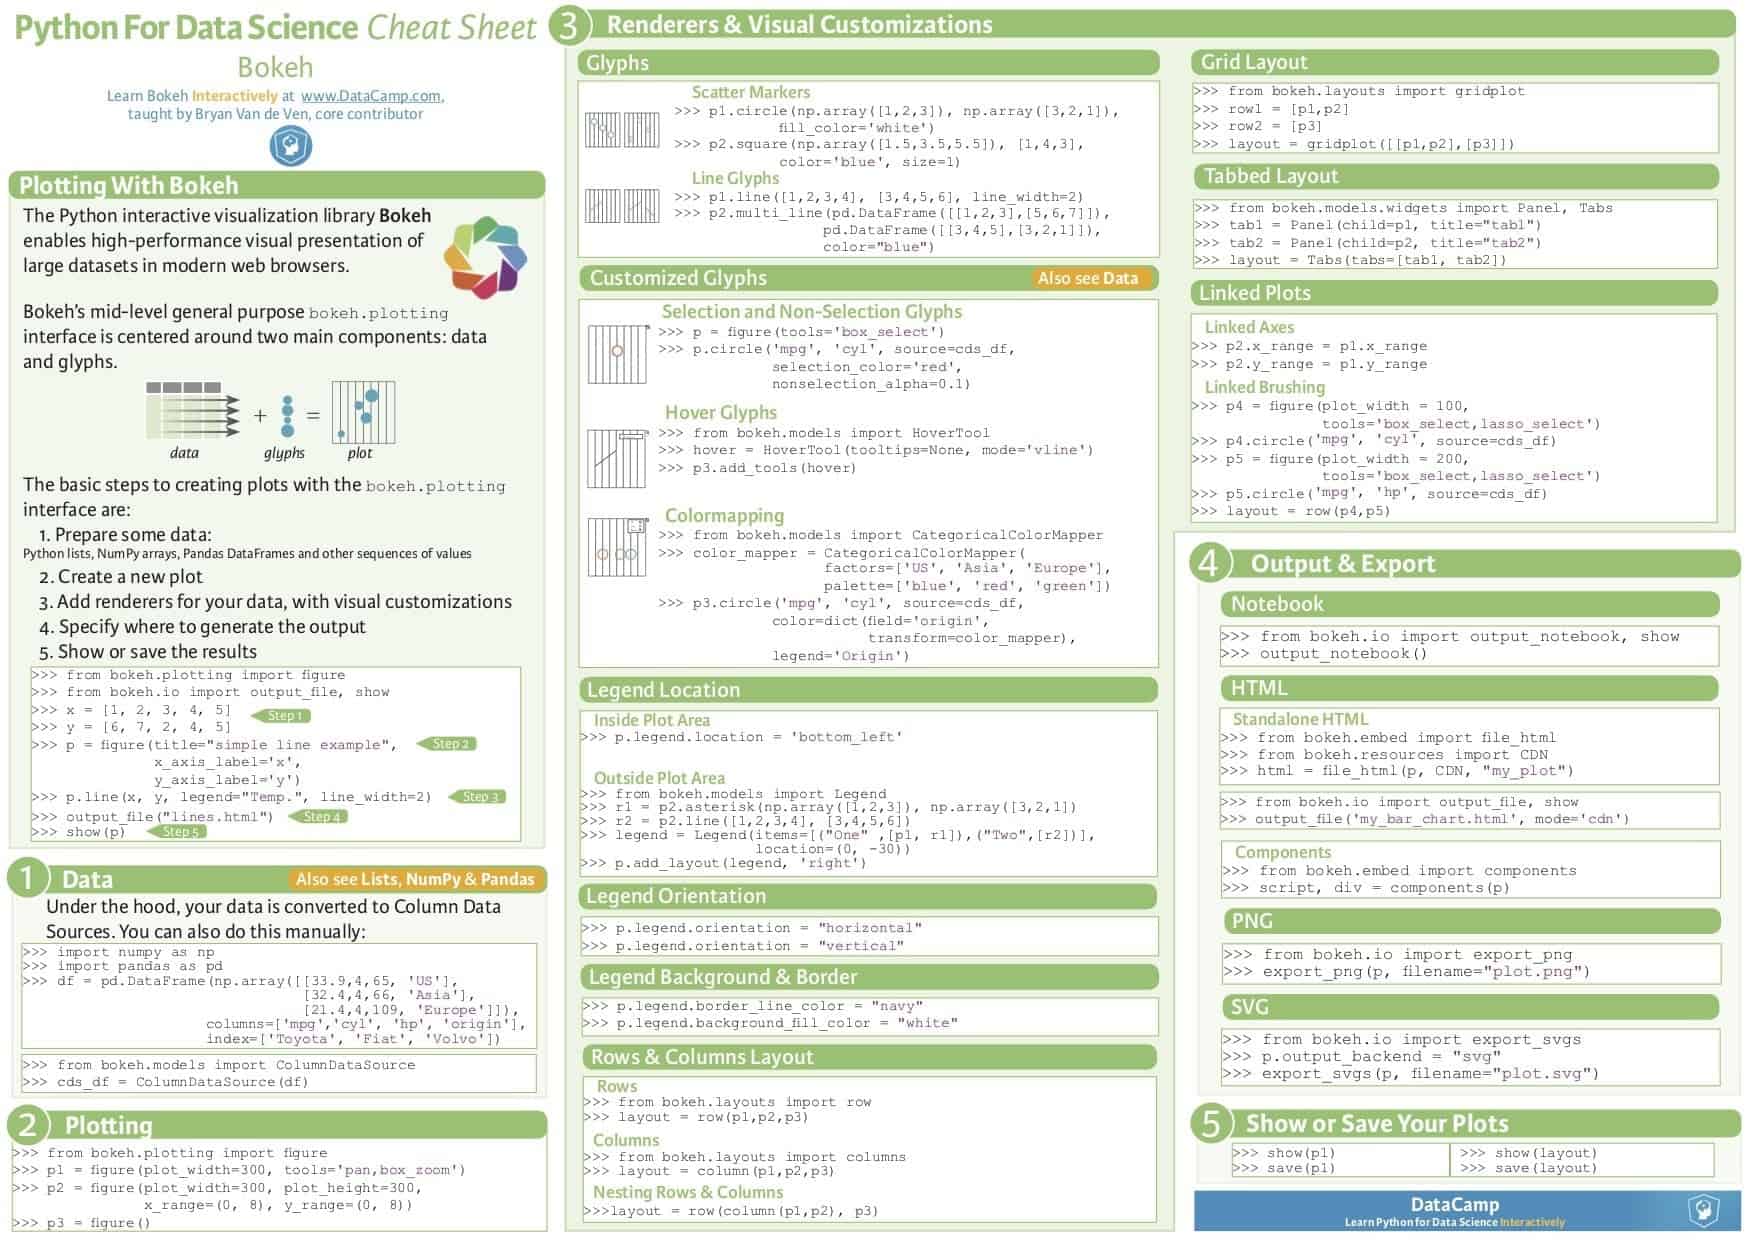 Python For Data Science Cheat Sheet
Bokeh
Learn Bokeh Interactively at www.DataCamp.com,
taught by Bryan Van de Ven, core contributor
Plotting With Bokeh
The Python interactive visualization library Bokeh
enables high-performance visual presentation of
large datasets in modern web browsers.
Bokeh's mid-level general purpose bokeh.plotting
interface is centered around two main components: data
and glyphs.
+ =
data glyphs plot
The basic steps to creating plots with the bokeh.plotting
interface are:
1. Prepare some data:
Python lists, NumPy arrays, Pandas DataFrames and other sequences of values
2. Create a new plot
3. Add renderers for your data, with visual customizations
4. Specify where to generate the output
5. Show or save the results
>>> from bokeh.plotting import figure
>>> from bokeh.io import output_file, show
>>> x = [1, 2, 3, 4, 5]
Step 1
>>> y = [6, 7, 2, 4, 5]
>>> p = figure(title="simple line example", Step 2
x_axis_label='x',
y_axis_label='y')
>>> p.line(x, y, legend="Temp.", line_width=2) Step 3
>>> output_file("lines.html") Step 4
>>> show(p) Step 5
1 Data Also see Lists, NumPy & Pandas
Under the hood, your data is converted to Column Data
Sources. You can also do this manually:
>>> import numpy as np
>>> import pandas as pd
>>> df = pd.DataFrame(np.array([[33.9,4,65, 'US'],
[32.4,4,66, 'Asia'],
[21.4,4,109, 'Europe']]),
columns=['mpg','cyl', 'hp', 'origin'],
index=['Toyota', 'Fiat', 'Volvo'])
>>> from bokeh.models import ColumnDataSource
>>> cds_df = ColumnDataSource(df)
2 Plotting
>>> from bokeh.plotting import figure
>>> p1 = figure(plot_width=300, tools='pan,box_zoom')
>>> p2 = figure(plot_width=300, plot_height=300,
x_range=(0, 8), y_range=(0, 8))
>>> p3 = figure()
3 Renderers & Visual Customizations
Glyphs
Scatter Markers
>>> p1.circle(np.array([1,2,3]), np.array([3,2,1]),
fill_color='white')
>>> p2.square(np.array([1.5,3.5,5.5]), [1,4,3],
color='blue', size=1)
Line Glyphs
>>> p1.line([1,2,3,4], [3,4,5,6], line_width=2)
>>> p2.multi_line(pd.DataFrame([[1,2,3],[5,6,7]]),
pd.DataFrame([[3,4,5],[3,2,1]]),
color="blue")
Customized Glyphs Also see Data
Selection and Non-Selection Glyphs
>>> p = figure(tools='box_select')
>>> p.circle('mpg', 'cyl', source=cds_df,
selection_color='red',
nonselection_alpha=0.1)
Hover Glyphs
>>> from bokeh.models import HoverTool
>>> hover = HoverTool(tooltips=None, mode='vline')
>>> p3.add_tools(hover)
Colormapping
>>> from bokeh.models import CategoricalColorMapper
>>> color_mapper = CategoricalColorMapper(
factors=['US', 'Asia', 'Europe'],
palette=['blue', 'red', 'green'])
>>> p3.circle('mpg', 'cyl', source=cds_df,
color=dict(field='origin',
transform=color_mapper),
legend='Origin')
Legend Location
Inside Plot Area
>>> p.legend.location = 'bottom_left'
Outside Plot Area
>>> from bokeh.models import Legend
>>> r1 = p2.asterisk(np.array([1,2,3]), np.array([3,2,1])
>>> r2 = p2.line([1,2,3,4], [3,4,5,6])
>>> legend = Legend(items=[("One" ,[p1, r1]),("Two",[r2])],
location=(0, -30))
>>> p.add_layout(legend, 'right')
Legend Orientation
>>> p.legend.orientation = "horizontal"
>>> p.legend.orientation = "vertical"
Legend Background & Border
>>> p.legend.border_line_color = "navy"
>>> p.legend.background_fill_color = "white"
Rows & Columns Layout
Rows
>>> from bokeh.layouts import row
>>> layout = row(p1,p2,p3)
Columns
>>> from bokeh.layouts import columns
>>> layout = column(p1,p2,p3)
Nesting Rows & Columns
>>>layout = row(column(p1,p2), p3)
Grid Layout
>>> from bokeh.layouts import gridplot
>>> row1 = [p1,p2]
>>> row2 = [p3]
>>> layout = gridplot([[p1,p2],[p3]])
Tabbed Layout
>>> from bokeh.models.widgets import Panel, Tabs
>>> tab1 = Panel(child=p1, title="tab1")
>>> tab2 = Panel(child=p2, title="tab2")
>>> layout = Tabs(tabs=[tab1, tab2])
Linked Plots
Linked Axes
>>> p2.x_range = p1.x_range
>>> p2.y_range = p1.y_range
Linked Brushing
>>> p4 = figure(plot_width = 100,
tools='box_select,lasso_select')
>>> p4.circle('mpg', 'cyl', source=cds_df)
>>> p5 = figure(plot_width = 200,
tools='box_select,lasso_select')
>>> p5.circle('mpg', 'hp', source=cds_df)
>>> layout = row(p4,p5)
4 Output & Export
Notebook
>>> from bokeh.io import output_notebook, show
>>> output_notebook()
HTML
Standalone HTML
>>> from bokeh.embed import file_html
>>> from bokeh.resources import CDN
>>> html = file_html(p, CDN, "my_plot")
>>> from bokeh.io import output_file, show
>>> output_file('my_bar_chart.html', mode='cdn')
Components
>>> from bokeh.embed import components
>>> script, div = components(p)
PNG
>>> from bokeh.io import export_png
>>> export_png(p, filename="plot.png")
SVG
>>> from bokeh.io import export_svgs
>>> p.output_backend = "svg"
>>> export_svgs(p, filename="plot.svg")
5 Show or Save Your Plots
>>> show(p1) >>> show(layout)
>>> save(p1) >>> save(layout)
DataCamp
Learn Python for Data Science Interactively